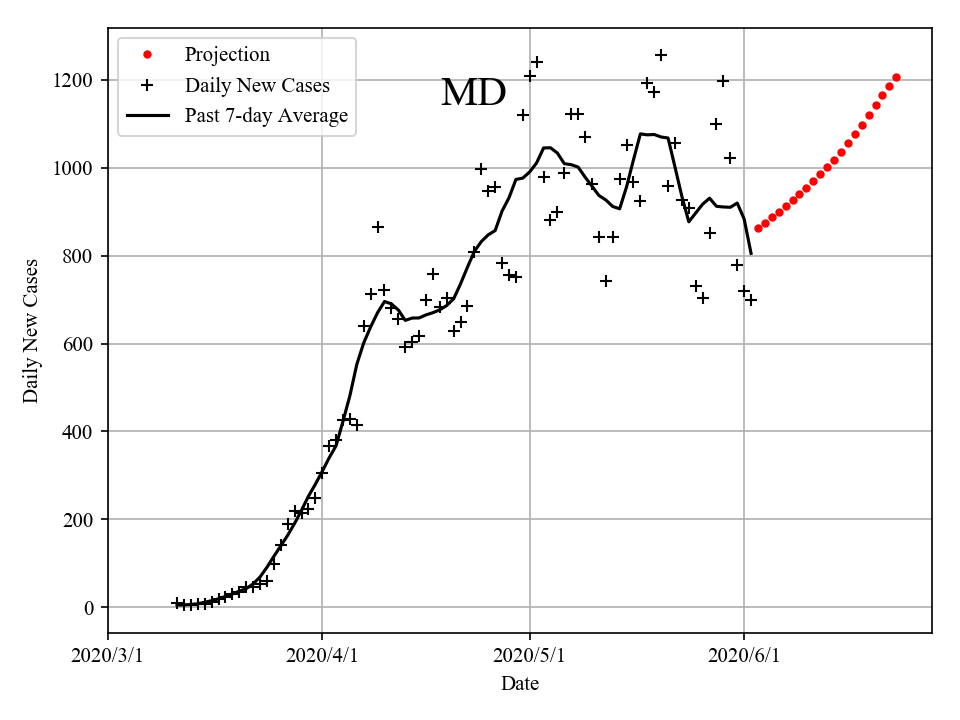 Projection
Daily New Cases
Past 7-day Average
MD
1200
1000
800
600
400
200
0
Daily New Cases
2020/3/1
2020/4/1
2020/5/1
2020/6/1
Date